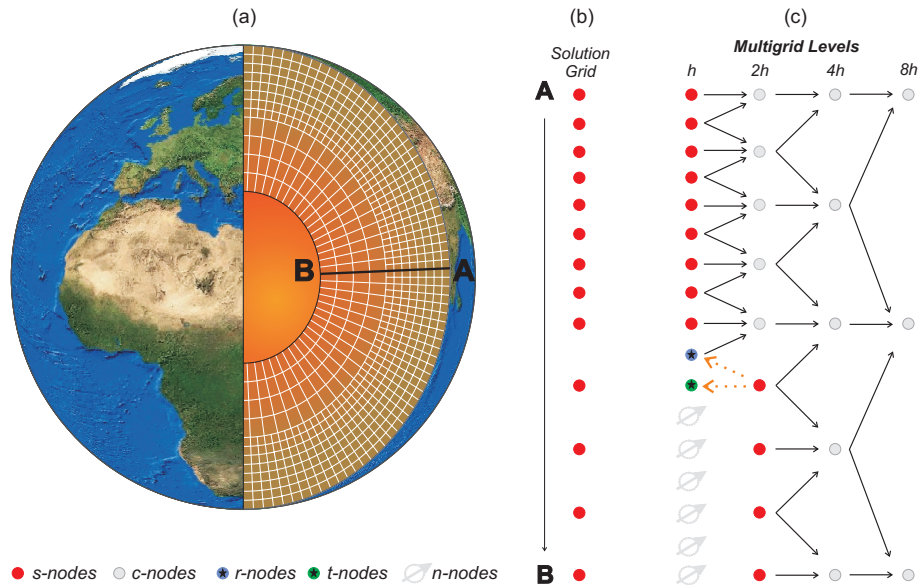 (a)
(b)
(c)
Solution
Grid
Multigrid Levels
h
2h
4h
8h
A
B
A
B
s-nodes
c-nodes
r-nodes
t-nodes
n-nodes